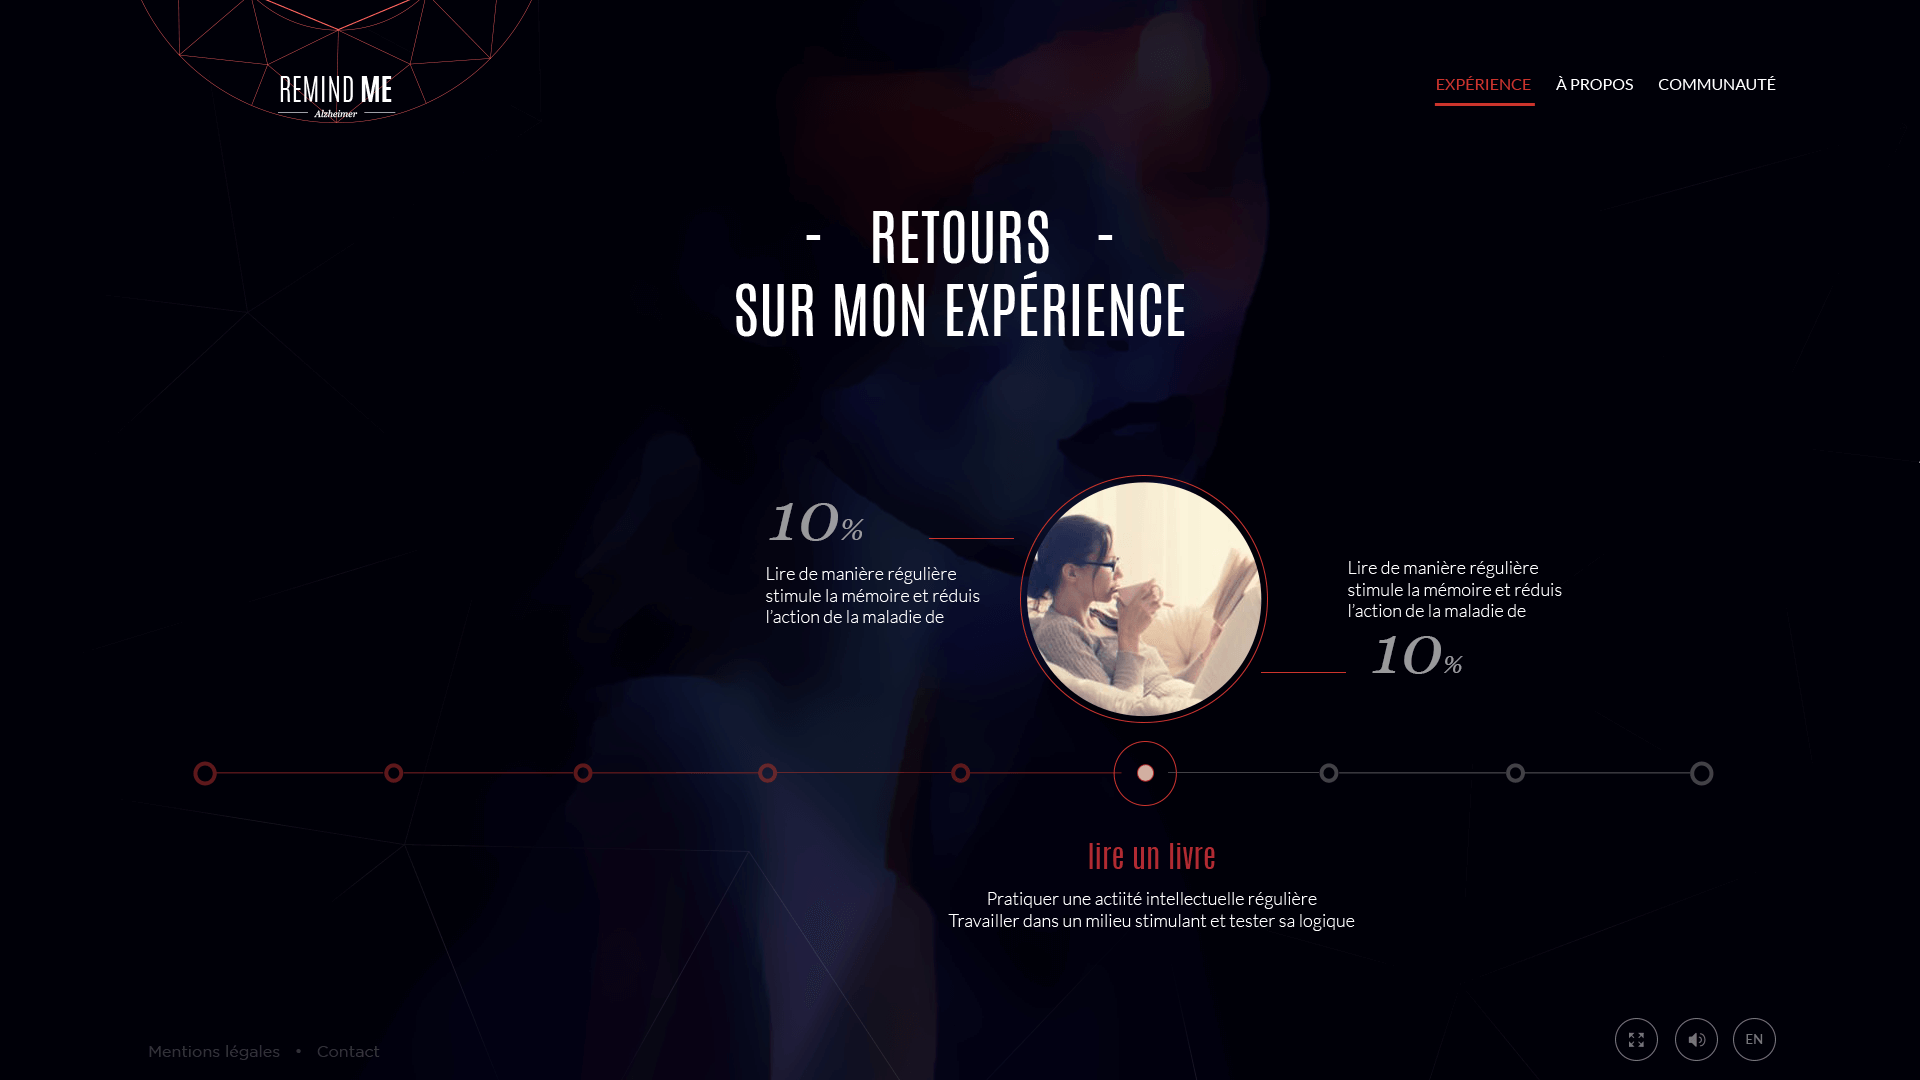 REMIND ME
Alzheimer
EXPÉRIENCE
À PROPOS
COMMUNAUTÉ
- RETOURS -
SUR MON EXPÉRIENCE
10%
Lire de manière régulière
stimule la mémoire et réduis
l’action de la maladie de
Lire de manière régulière
stimule la mémoire et réduis
l’action de la maladie de
10%
lire un livre
Pratiquer une actiité intellectuelle régulière
Travailler dans un milieu stimulant et tester sa logique
Mentions légales • Contact
EN